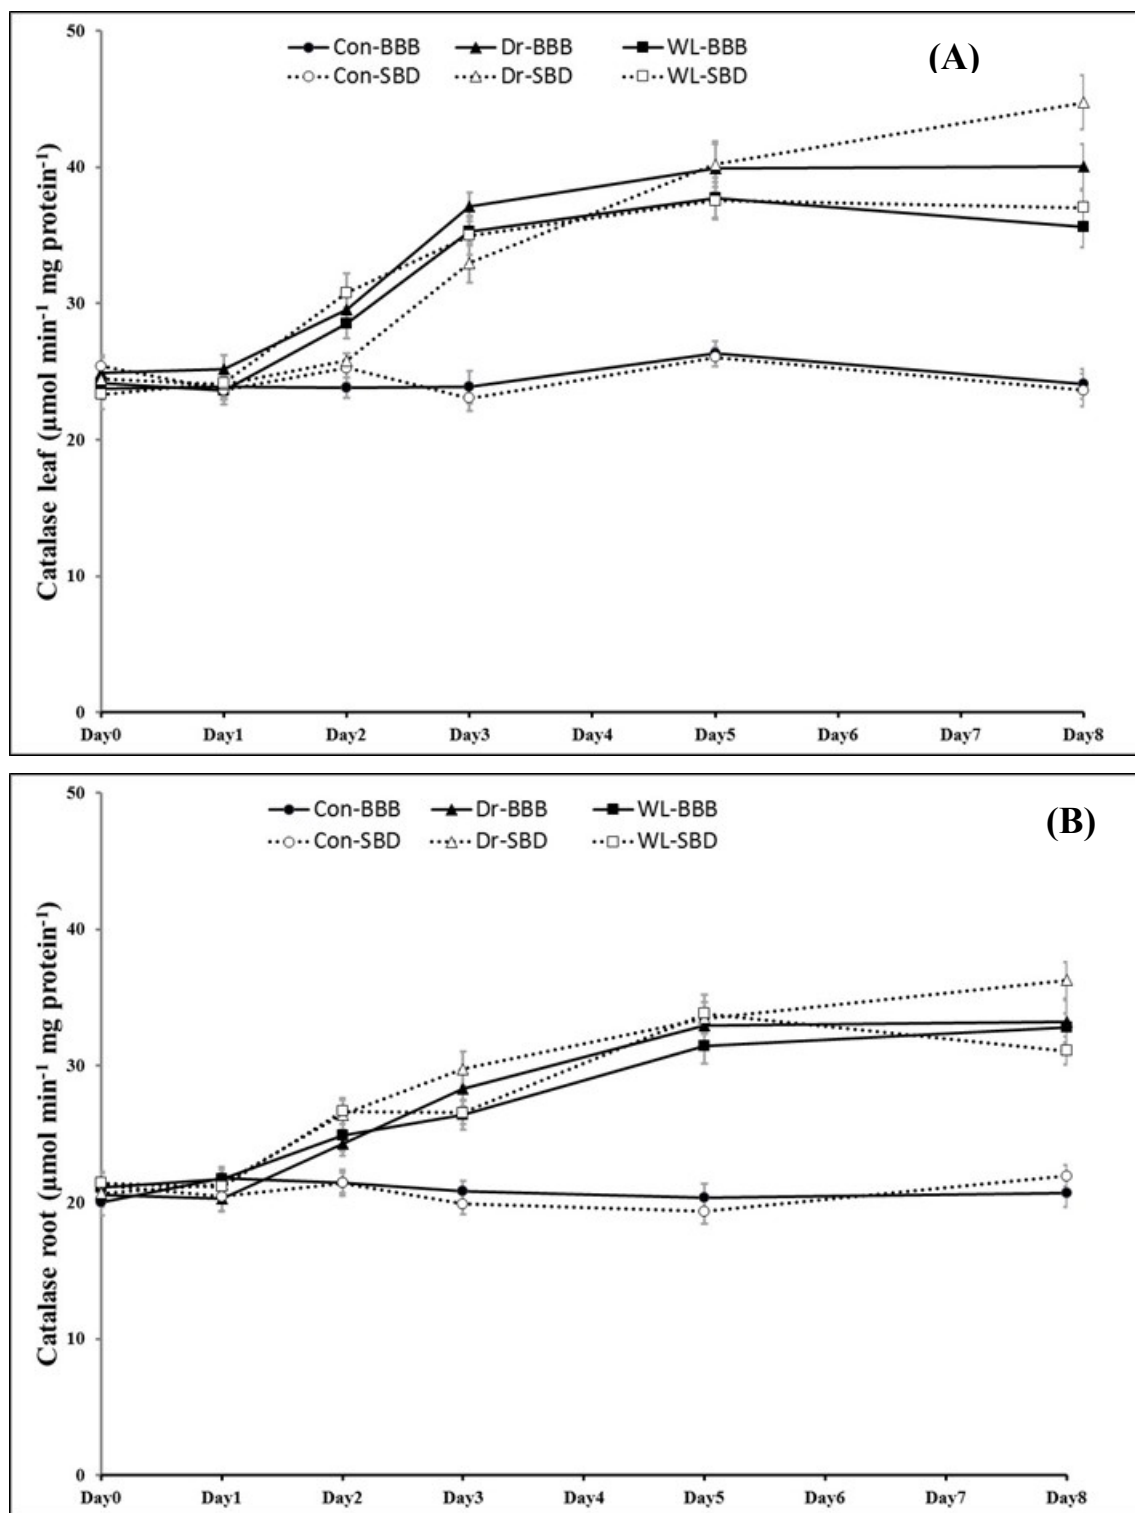 50
Con-BBB Dr-BBB WL-BBB
Con-SBD Dr-SBD WL-SBD
(A)
40
30
20
10
0
Catalase leaf (µmol min⁻¹ mg protein⁻¹)
Day0 Day1 Day2 Day3 Day4 Day5 Day6 Day7 Day8
50
Con-BBB Dr-BBB WL-BBB
Con-SBD Dr-SBD WL-SBD
(B)
40
30
20
10
0
Catalase root (µmol min⁻¹ mg protein⁻¹)
Day0 Day1 Day2 Day3 Day4 Day5 Day6 Day7 Day8